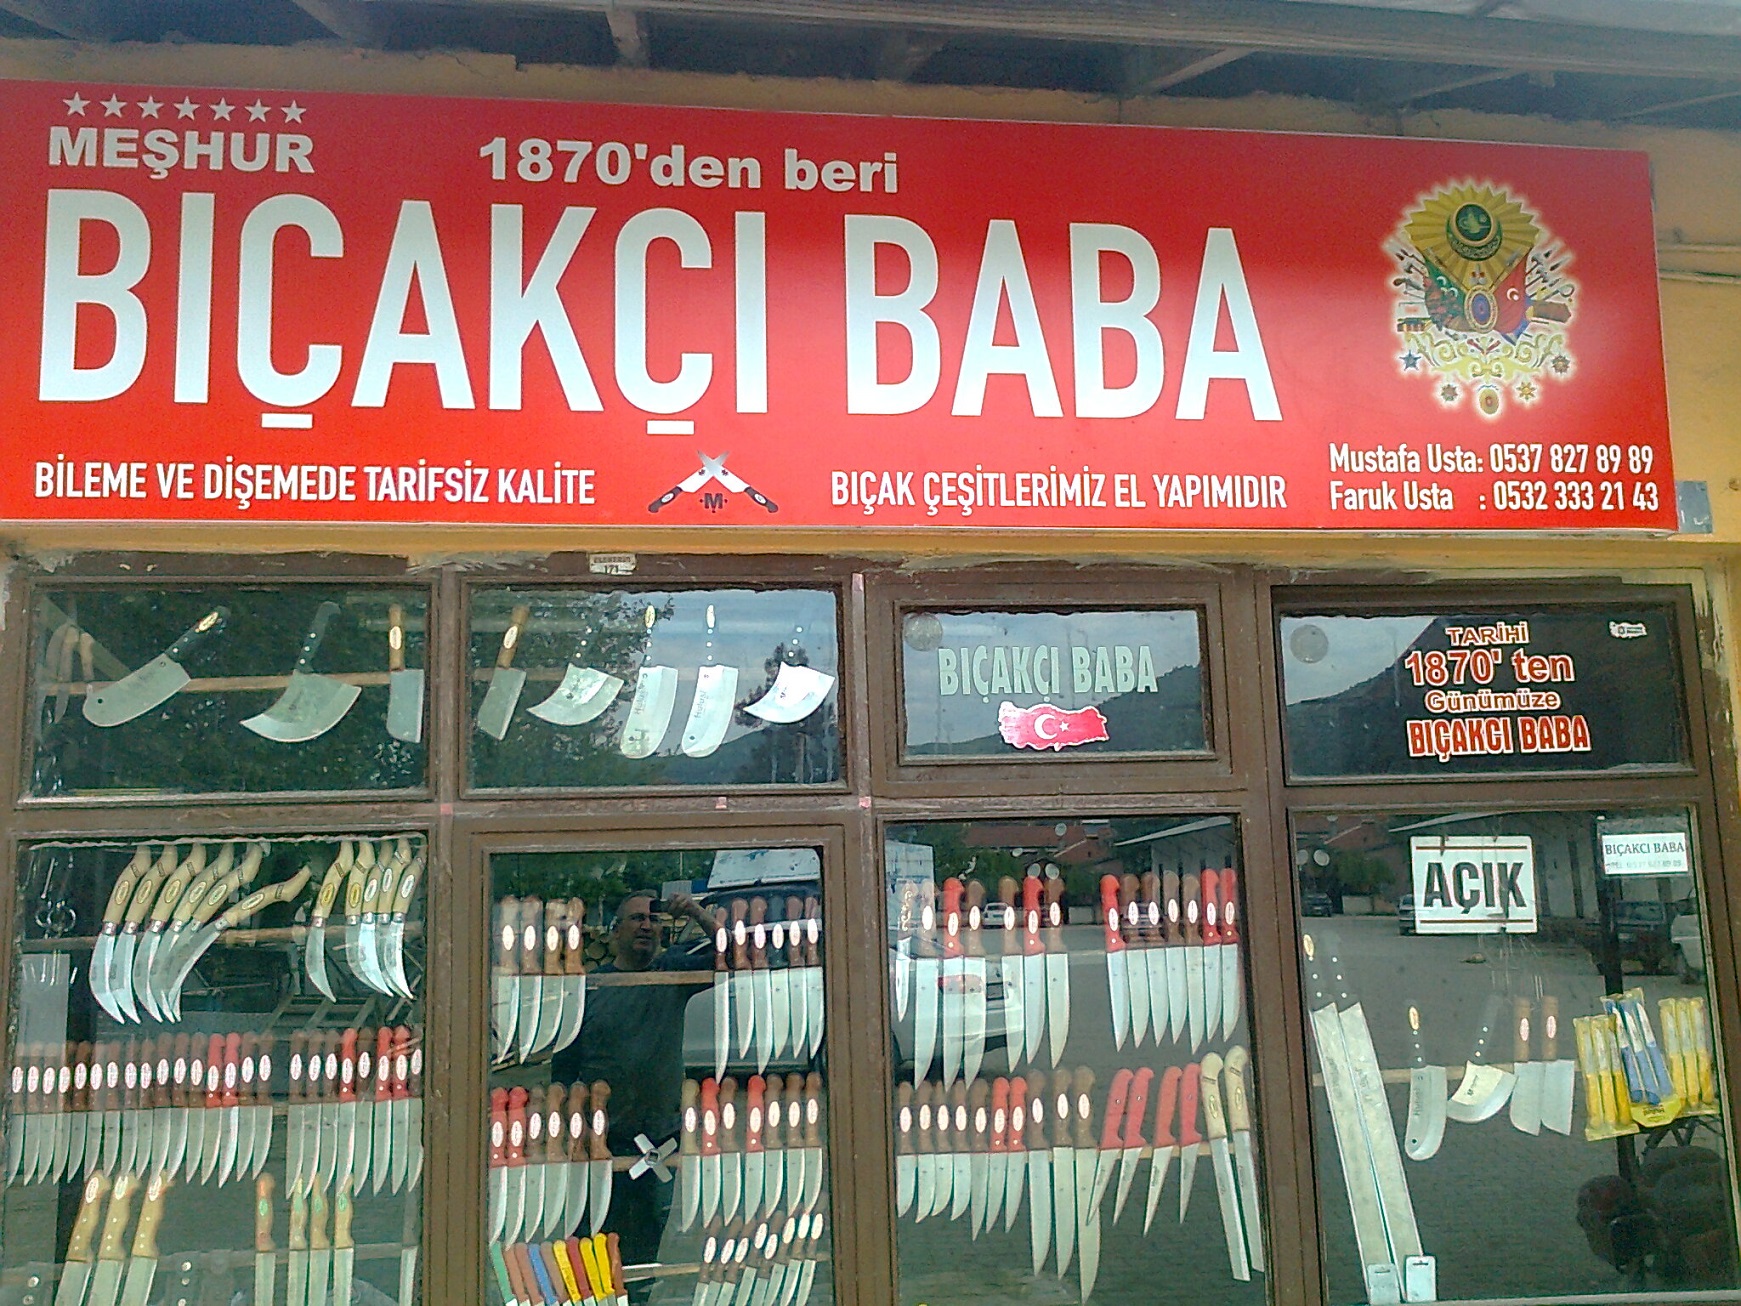 MEŞHUR
1870'den beri
BIÇAKÇI BABA
BİLEME VE DİŞEMEDE TARİFSİZ KALİTE
·M·
BIÇAK ÇEŞİTLERİMİZ EL YAPIMIDIR
Mustafa Usta: 0537 827 89 89
Faruk Usta : 0532 333 21 43
BIÇAKÇI BABA
TARİHİ
1870' ten
Günümüze
BIÇAKCI BABA
AÇIK
BIÇAKCI BABA